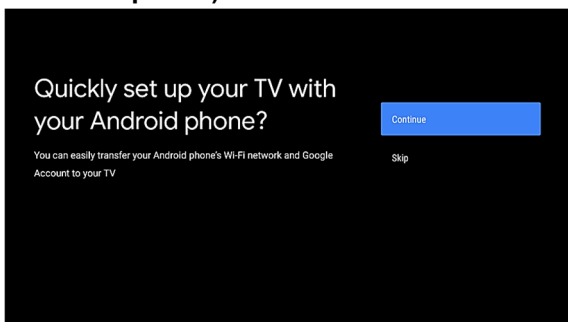 Quickly set up your TV with
your Android phone?
You can easily transfer your Android phone's Wi-Fi network and Google
Account to your TV
Continue
Skip